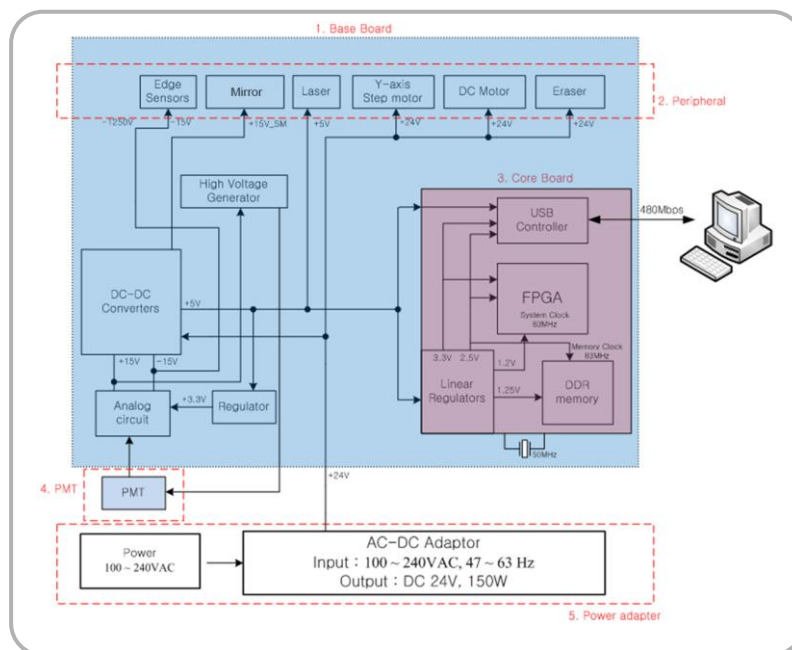 1. Base Board
Edge
Sensors
Mirror
Laser
Y-axis
Step motor
DC Motor
Eraser
2. Peripheral
-1250V
-15V
+15V_SM
+5V
+24V
+24V
+24V
High Voltage
Generator
3. Core Board
USB
Controller
480Mbps
DC-DC
Converters
+5V
FPGA
System Clock
60MHz
+15V
-15V
3.3V
2.5V
Memory Clock
63MHz
1.2V
Linear
Regulators
1.25V
DDR
memory
Analog
circuit
+3.3V
Regulator
50MHz
+24V
4. PMT
PMT
Power
100 ~ 240VAC
AC-DC Adaptor
Input : 100 ~ 240VAC, 47 ~ 63 Hz
Output : DC 24V, 150W
5. Power adapter